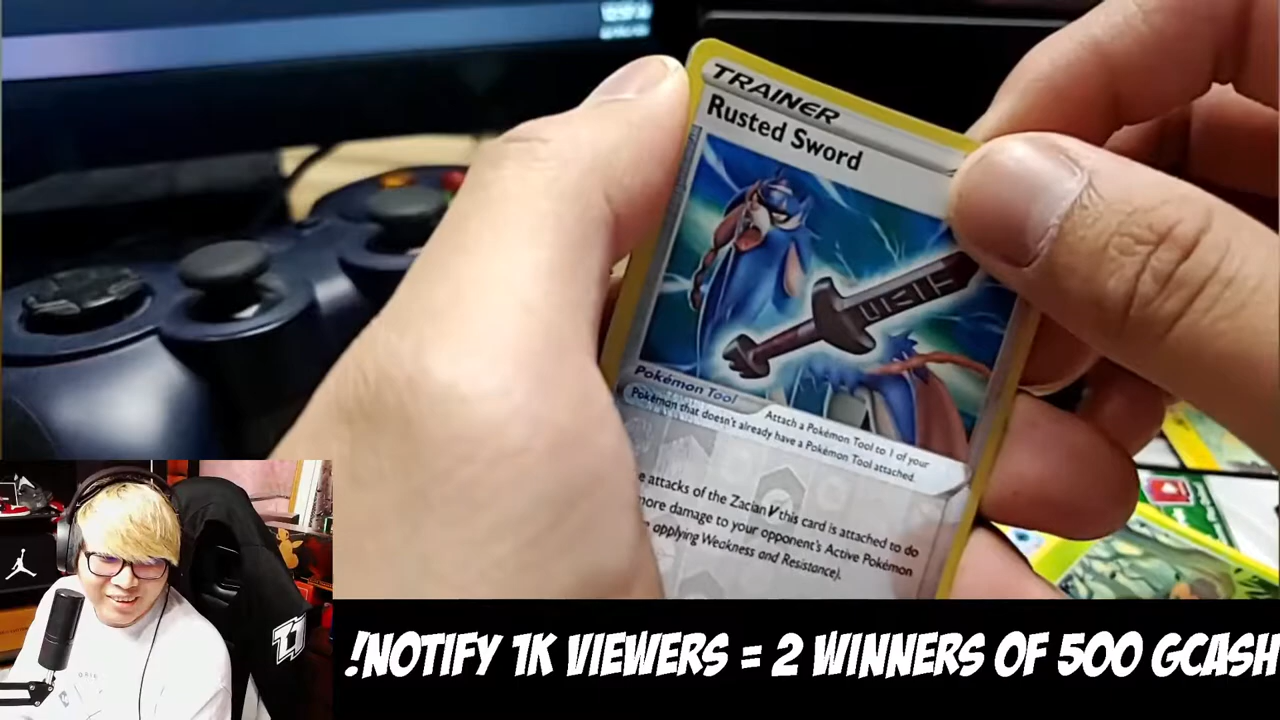 TRAINER
Rusted Sword
Pokémon Tool
Attach a Pokémon Tool to 1 of your
Pokémon that doesn't already have a Pokémon Tool attached.
attacks of the Zacian V this card is attached to do
more damage to your opponent's Active Pokémon
applying Weakness and Resistance).
!NOTIFY 1K VIEWERS = 2 WINNERS OF 500 GCASH